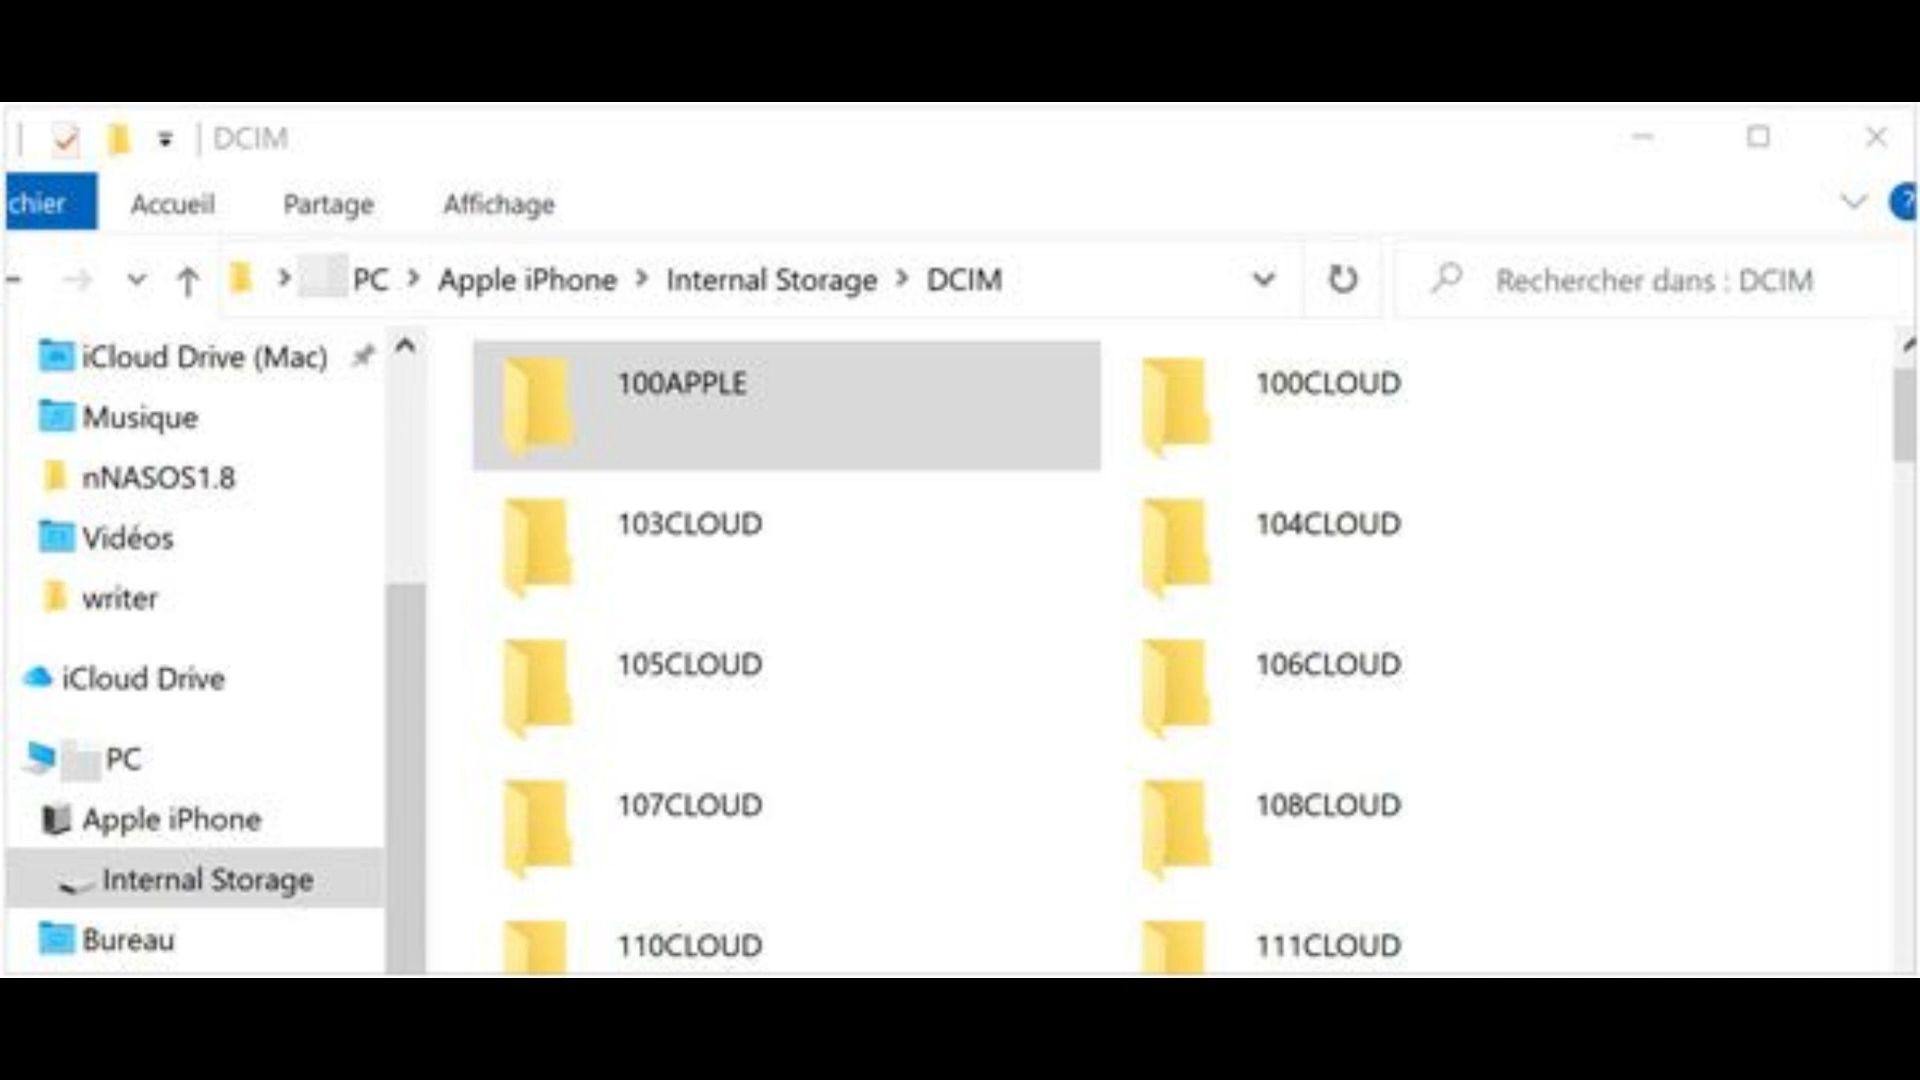 DCIM
chier Accueil Partage Affichage
PC > Apple iPhone > Internal Storage > DCIM
Rechercher dans : DCIM
iCloud Drive (Mac)
Musique
nNASOS1.8
Vidéos
writer
iCloud Drive
PC
Apple iPhone
Internal Storage
Bureau
100APPLE 100CLOUD
103CLOUD 104CLOUD
105CLOUD 106CLOUD
107CLOUD 108CLOUD
110CLOUD 111CLOUD